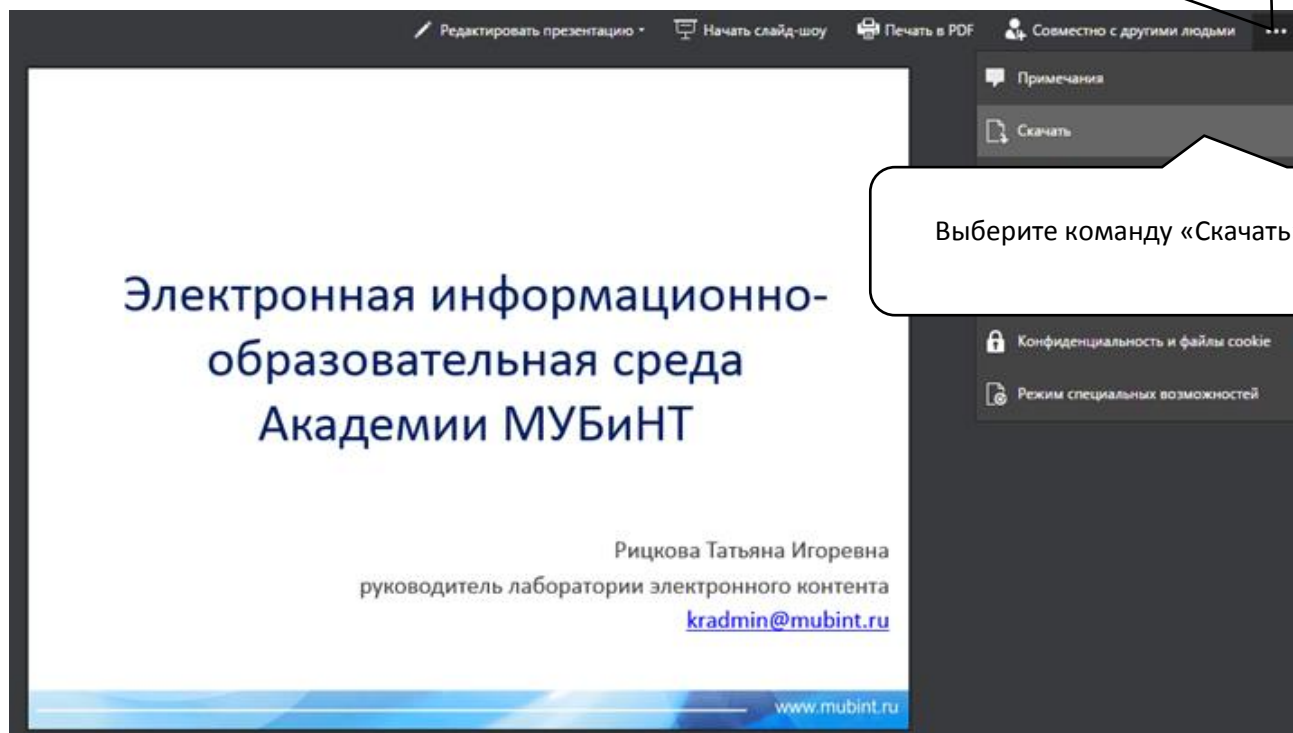 Редактировать презентацию
Начать слайд-шоу
Печать в PDF
Совместно с другими людьми
...
Примечания
Скачать
Выберите команду «Скачать
Конфиденциальность и файлы cookie
Режим специальных возможностей
Электронная информационно-
образовательная среда
Академии МУБиНТ
Рицкова Татьяна Игоревна
руководитель лаборатории электронного контента
kradmin@mubint.ru
www.mubint.ru